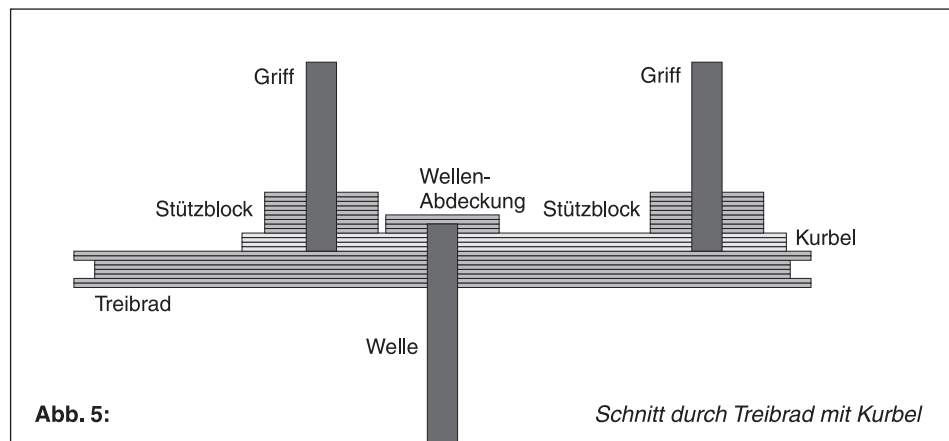 Griff
Griff
Wellen-
Abdeckung
Stützblock
Stützblock
Kurbel
Treibrad
Welle
Abb. 5:
Schnitt durch Treibrad mit Kurbel